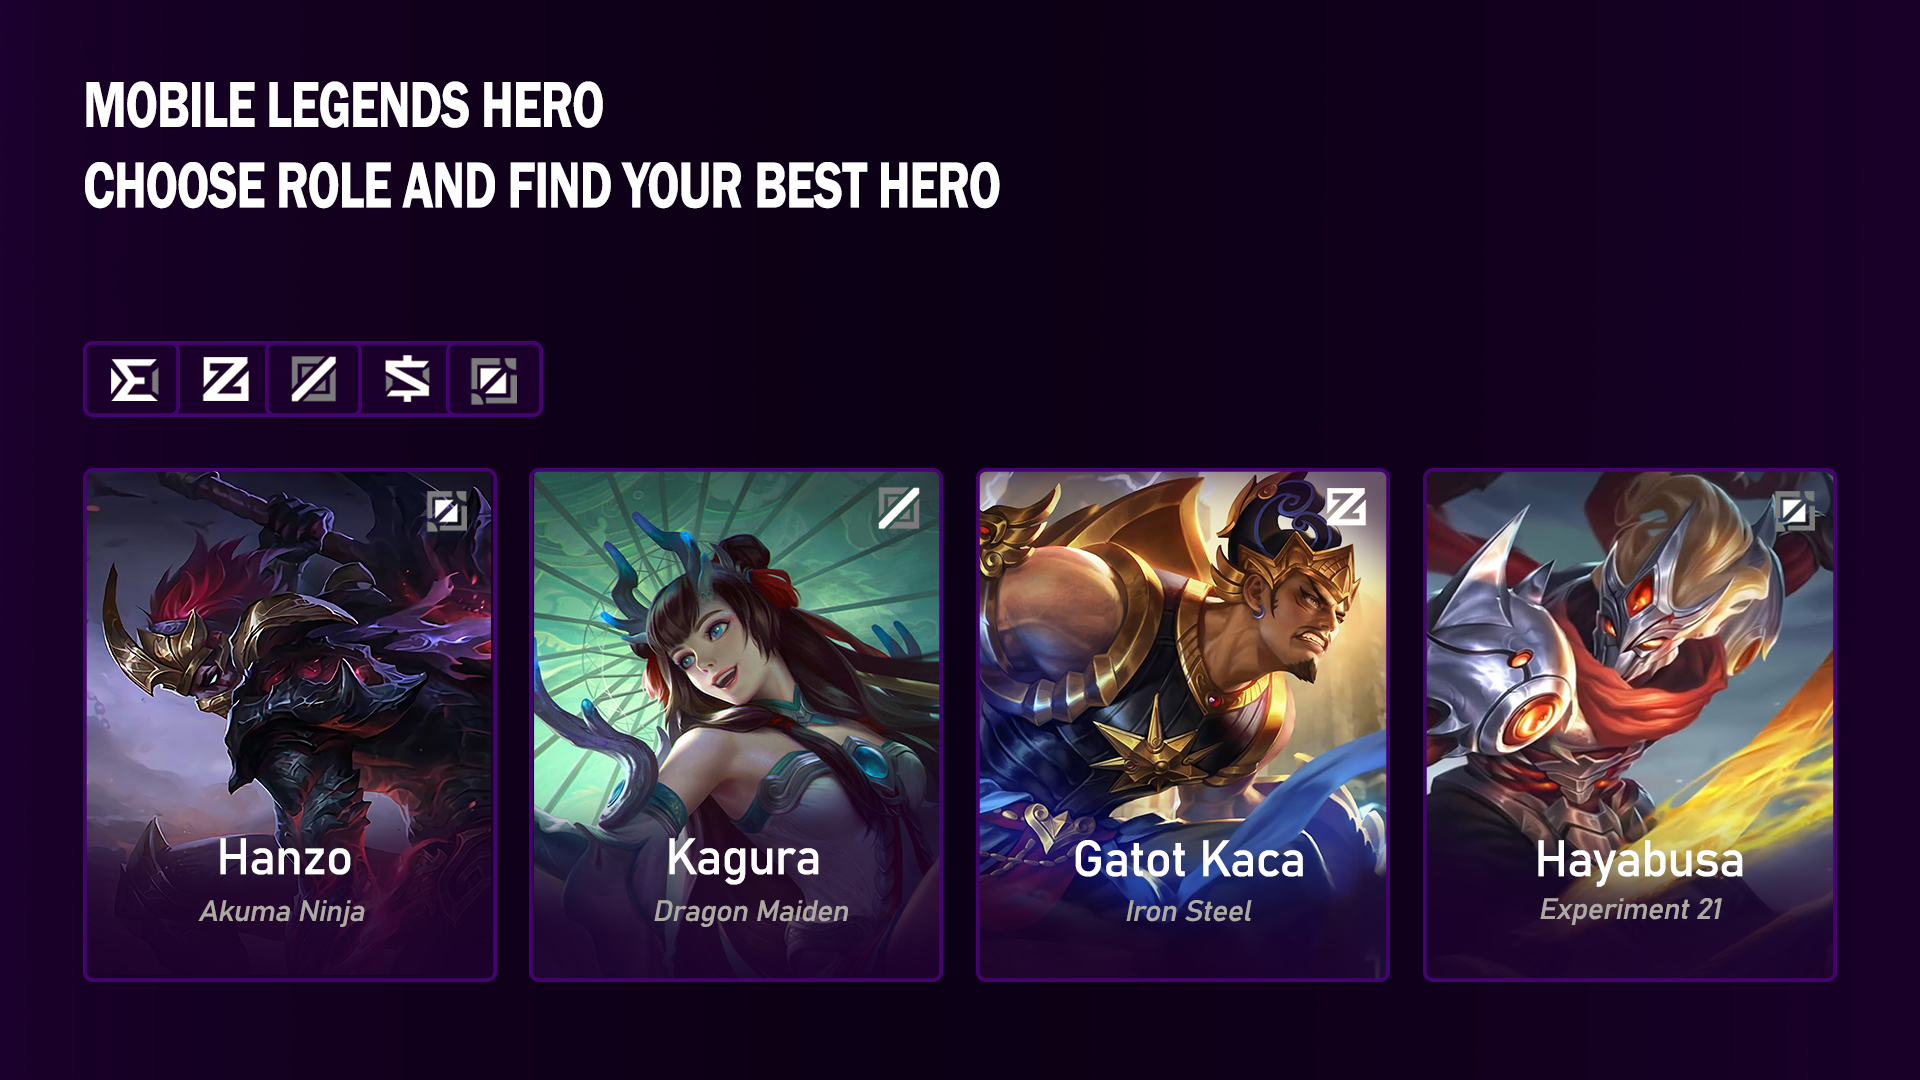 MOBILE LEGENDS HERO
CHOOSE ROLE AND FIND YOUR BEST HERO
Hanzo
Akuma Ninja
Kagura
Dragon Maiden
Gatot Kaca
Iron Steel
Hayabusa
Experiment 21